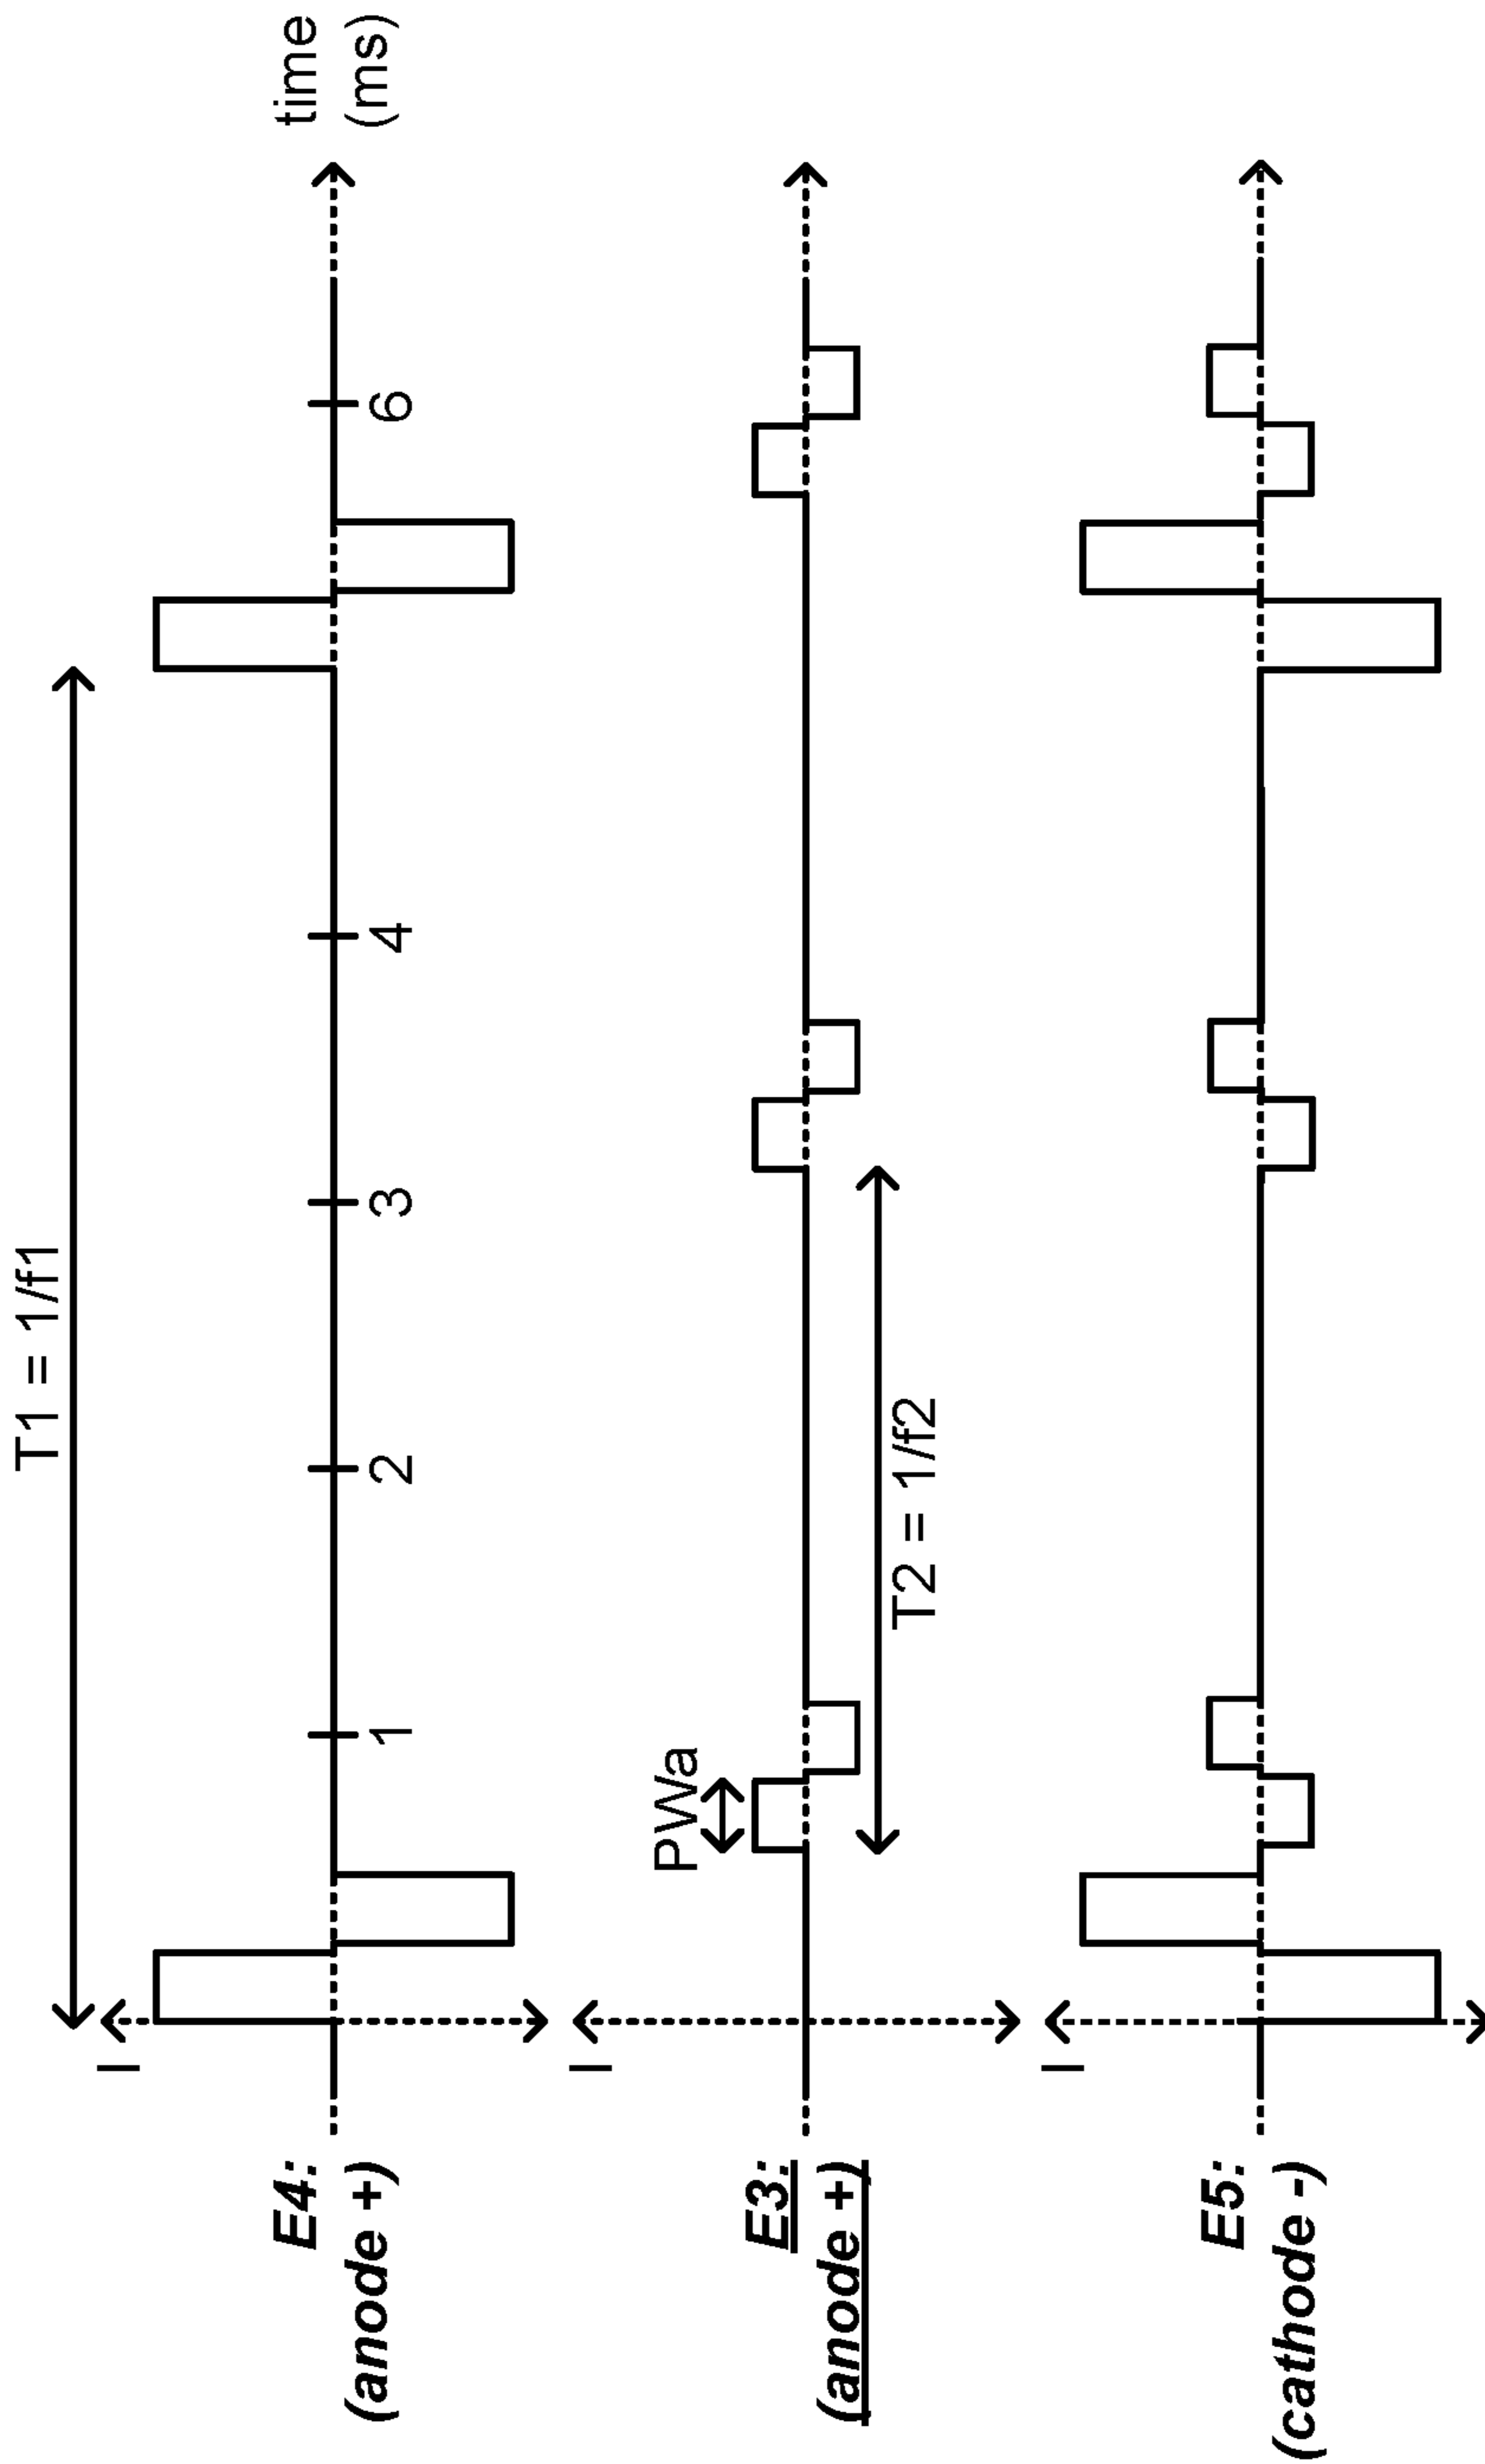 T1 = 1/f1
I
E4:
(anode +)
1
2
3
4
6
time
(ms)
I
E3:
(anode +)
PWa
T2 = 1/f2
I
E5:
(cathode -)